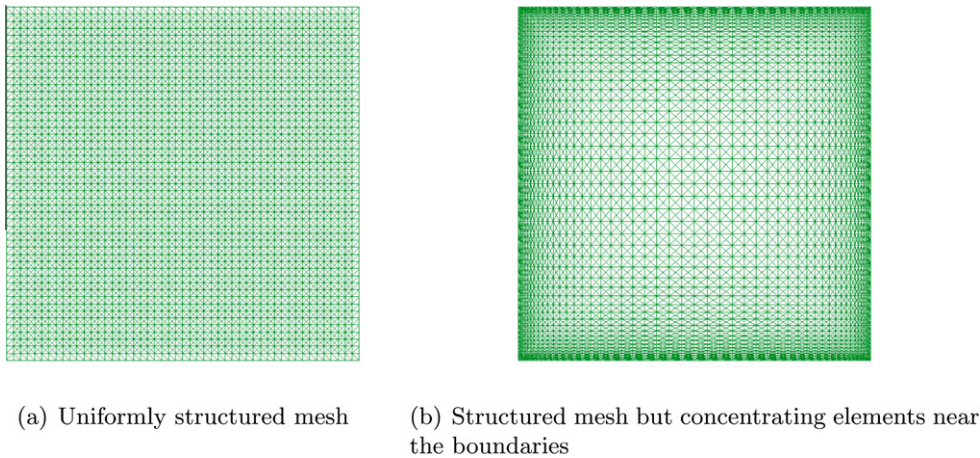 (a) Uniformly structured mesh
(b) Structured mesh but concentrating elements near
the boundaries